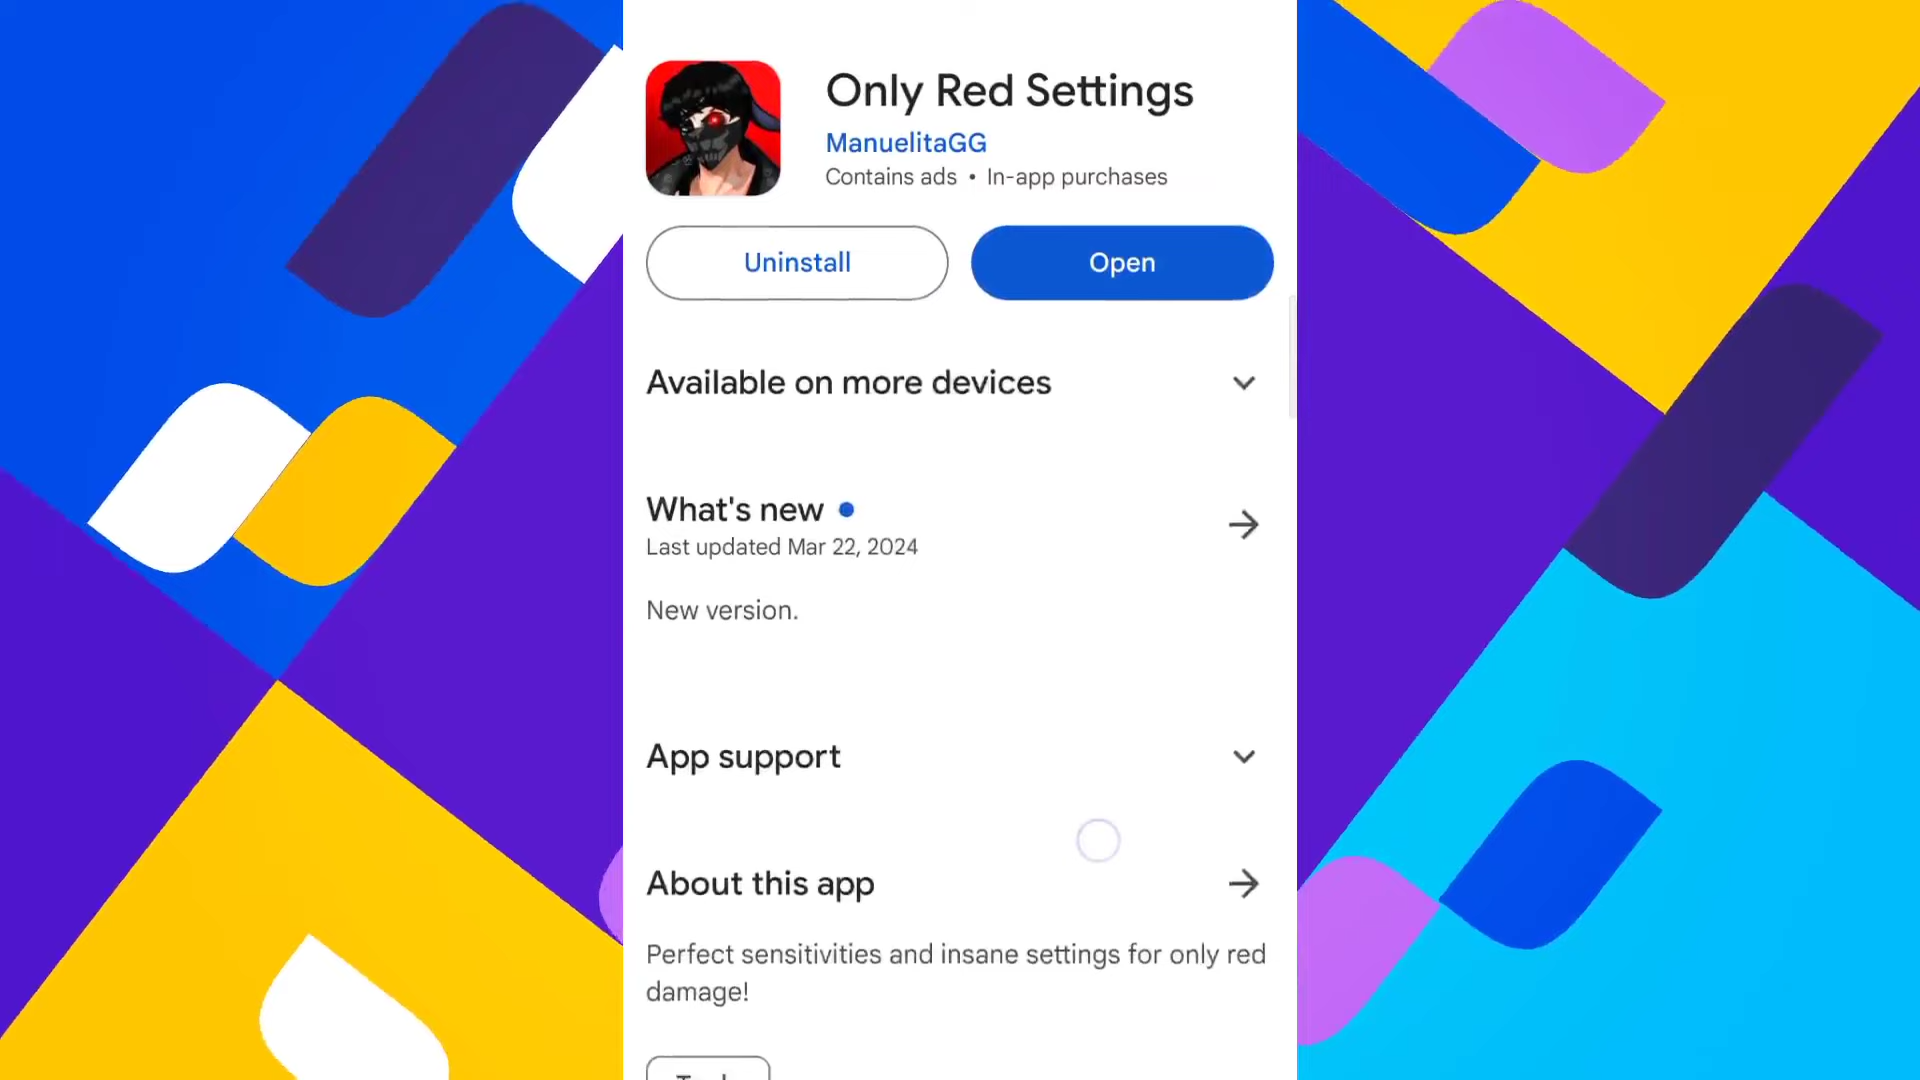 Only Red Settings
ManuelitaGG
Contains ads • In-app purchases
Uninstall
Open
Available on more devices
What's new
Last updated Mar 22, 2024
New version.
App support
About this app
Perfect sensitivities and insane settings for only red
damage!